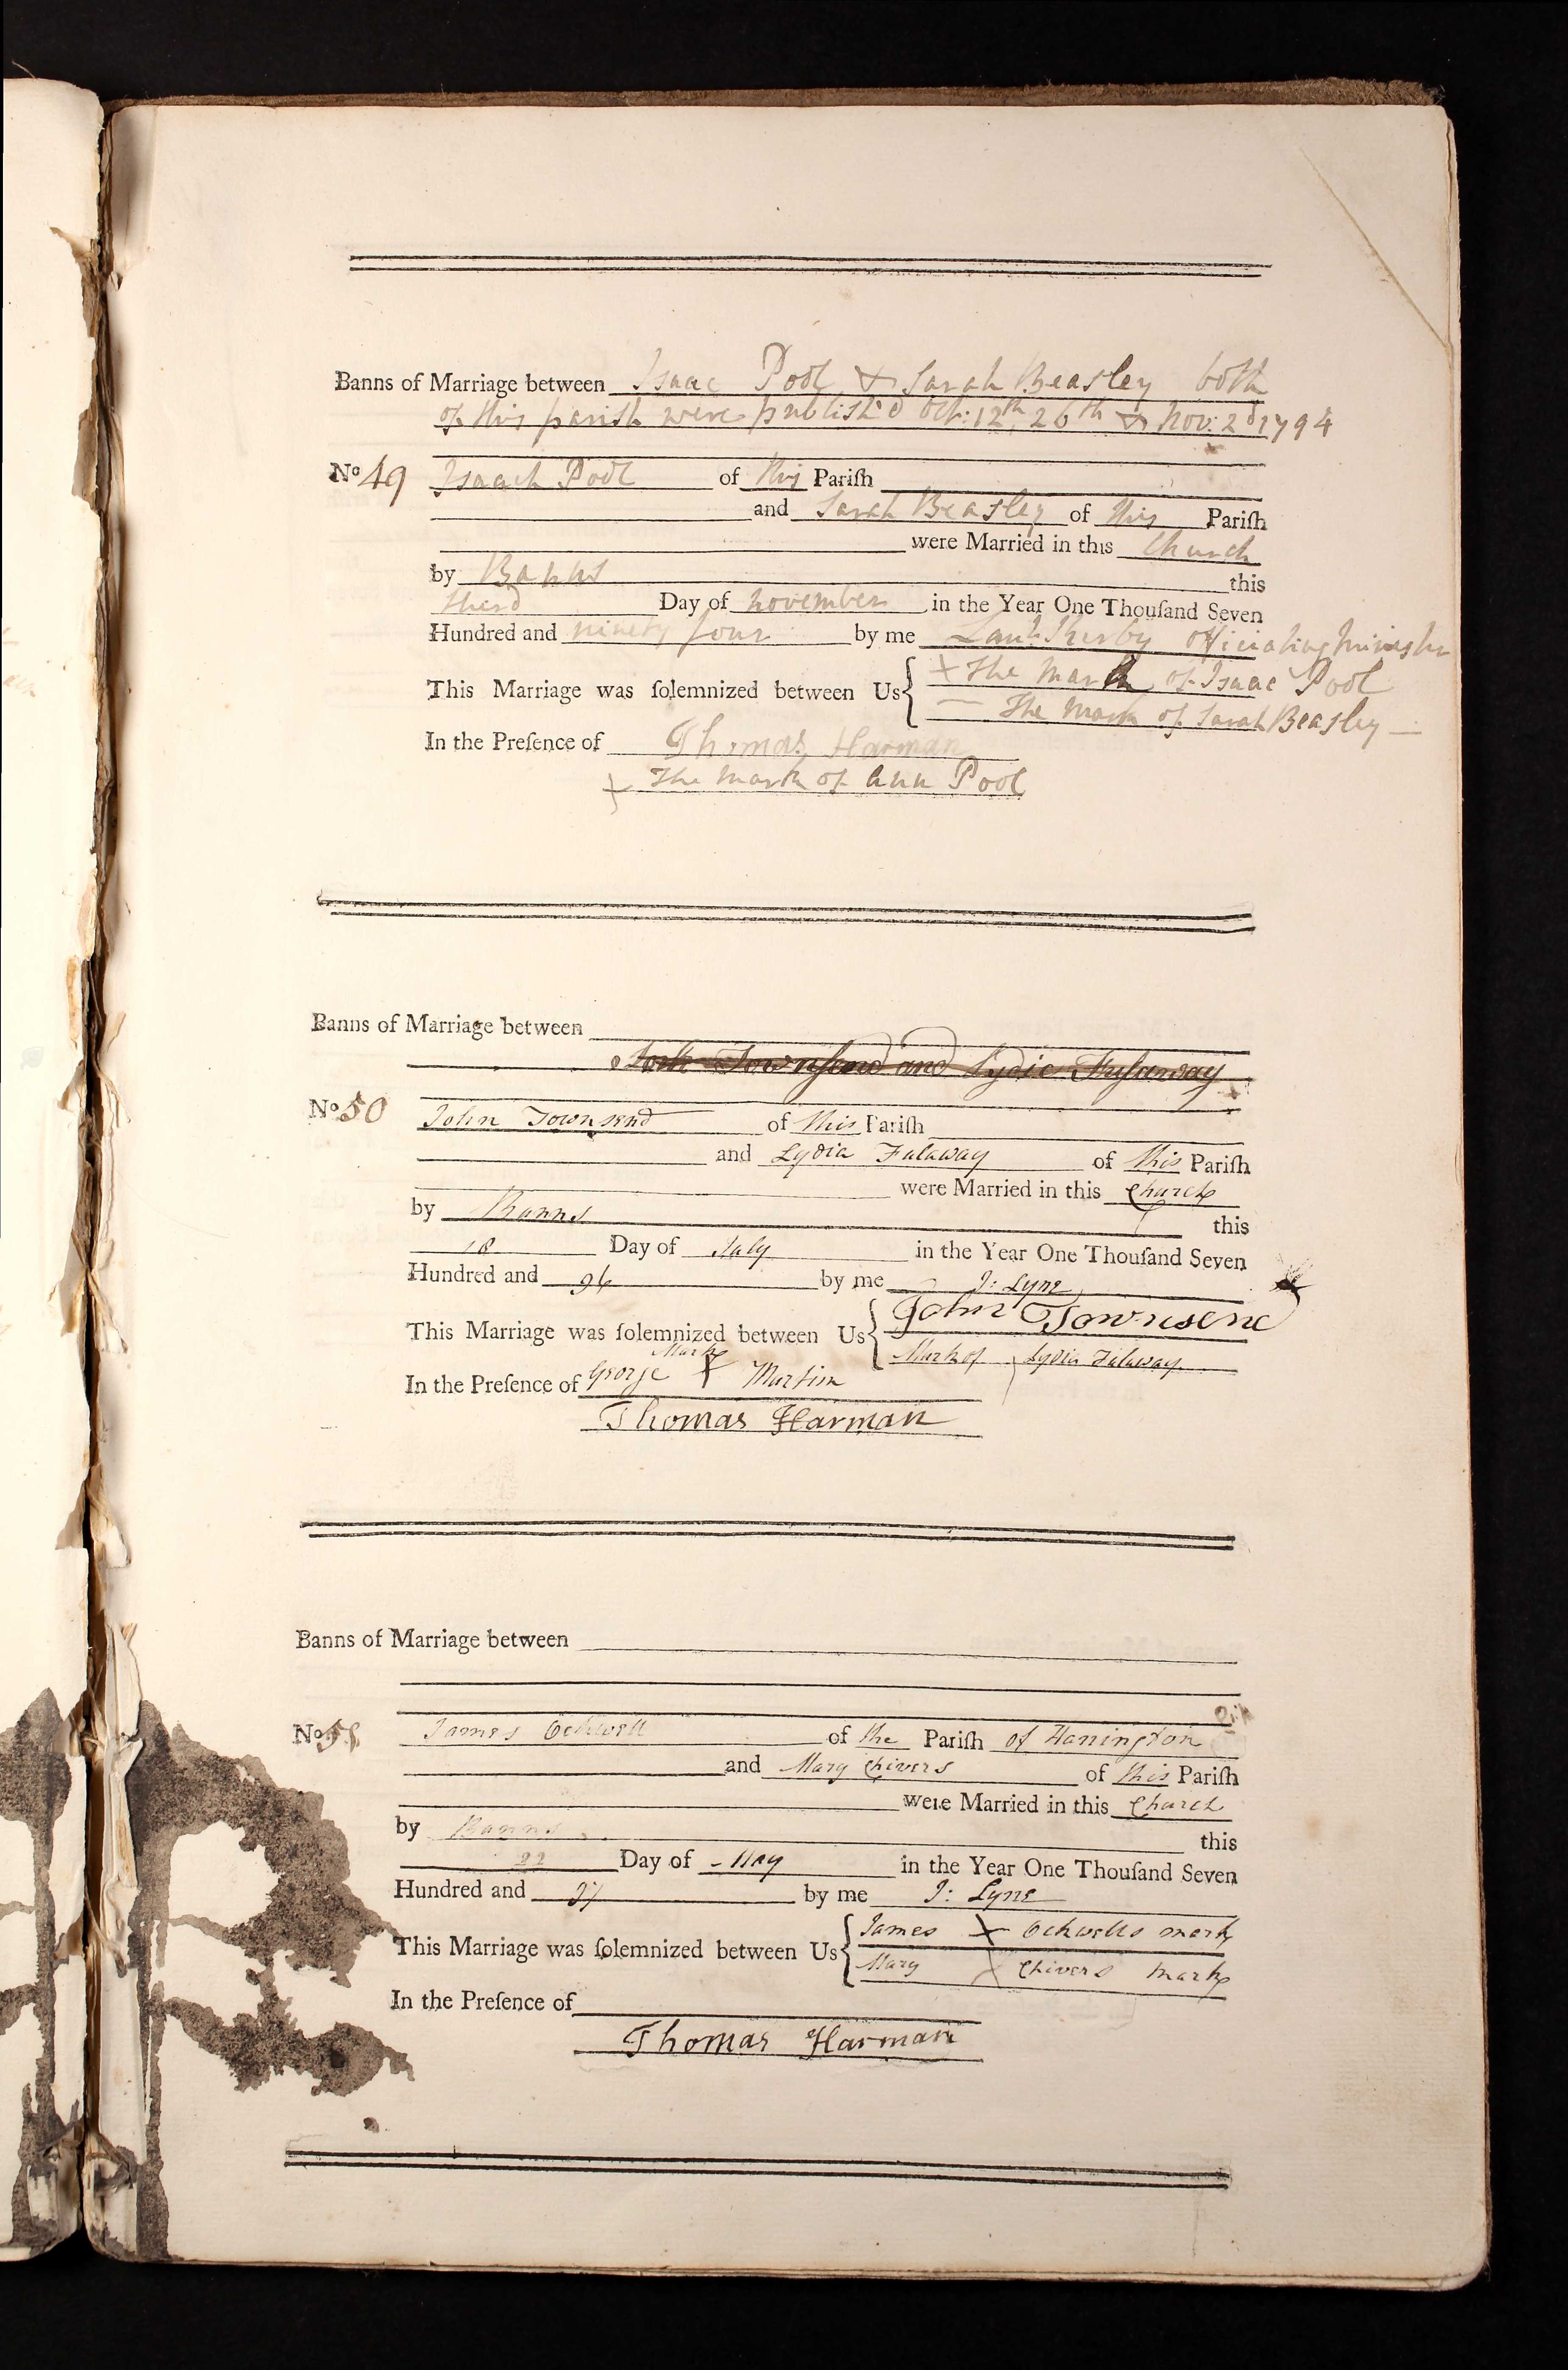 Banns of Marriage between Isaac Pool & Sarah Beasley both
of this parish were publish'd Oct: 12th, 26th & Nov: 2d 1794
No 49 Isaach Pool of this Pariſh
and Sarah Beasley of this Pariſh
were Married in this Church
by Banns this
therd Day of november in the Year One Thouſand Seven
Hundred and ninety four by me Kerby Officiating Minister
This Marriage was ſolemnized between Us { X The Mark of Isaac Pool
— The Mark of Sarah Beasley —
In the Preſence of Thomas Harman
X The Mark of Ann Pool
Banns of Marriage between
Townsend and Lydie
No 50 John Townsend of this Pariſh
and Lydia Falaway of this Pariſh
were Married in this Church
by Banns this
18 Day of July in the Year One Thouſand Seven
Hundred and 96 by me J: Lyne
This Marriage was ſolemnized between Us { John Townsend
Mark of Lydia Falaway
Mark
In the Preſence of George X Martin
Thomas Harman
Banns of Marriage between
No 51 James Ockwell of the Pariſh of Hanington
and Mary Chivers of this Pariſh
were Married in this Church
by Banns this
22 Day of May in the Year One Thouſand Seven
Hundred and 97 by me J: Lyne
This Marriage was ſolemnized between Us { James X Ockwells mark
Mary X Chivers mark
In the Preſence of
Thomas Harman